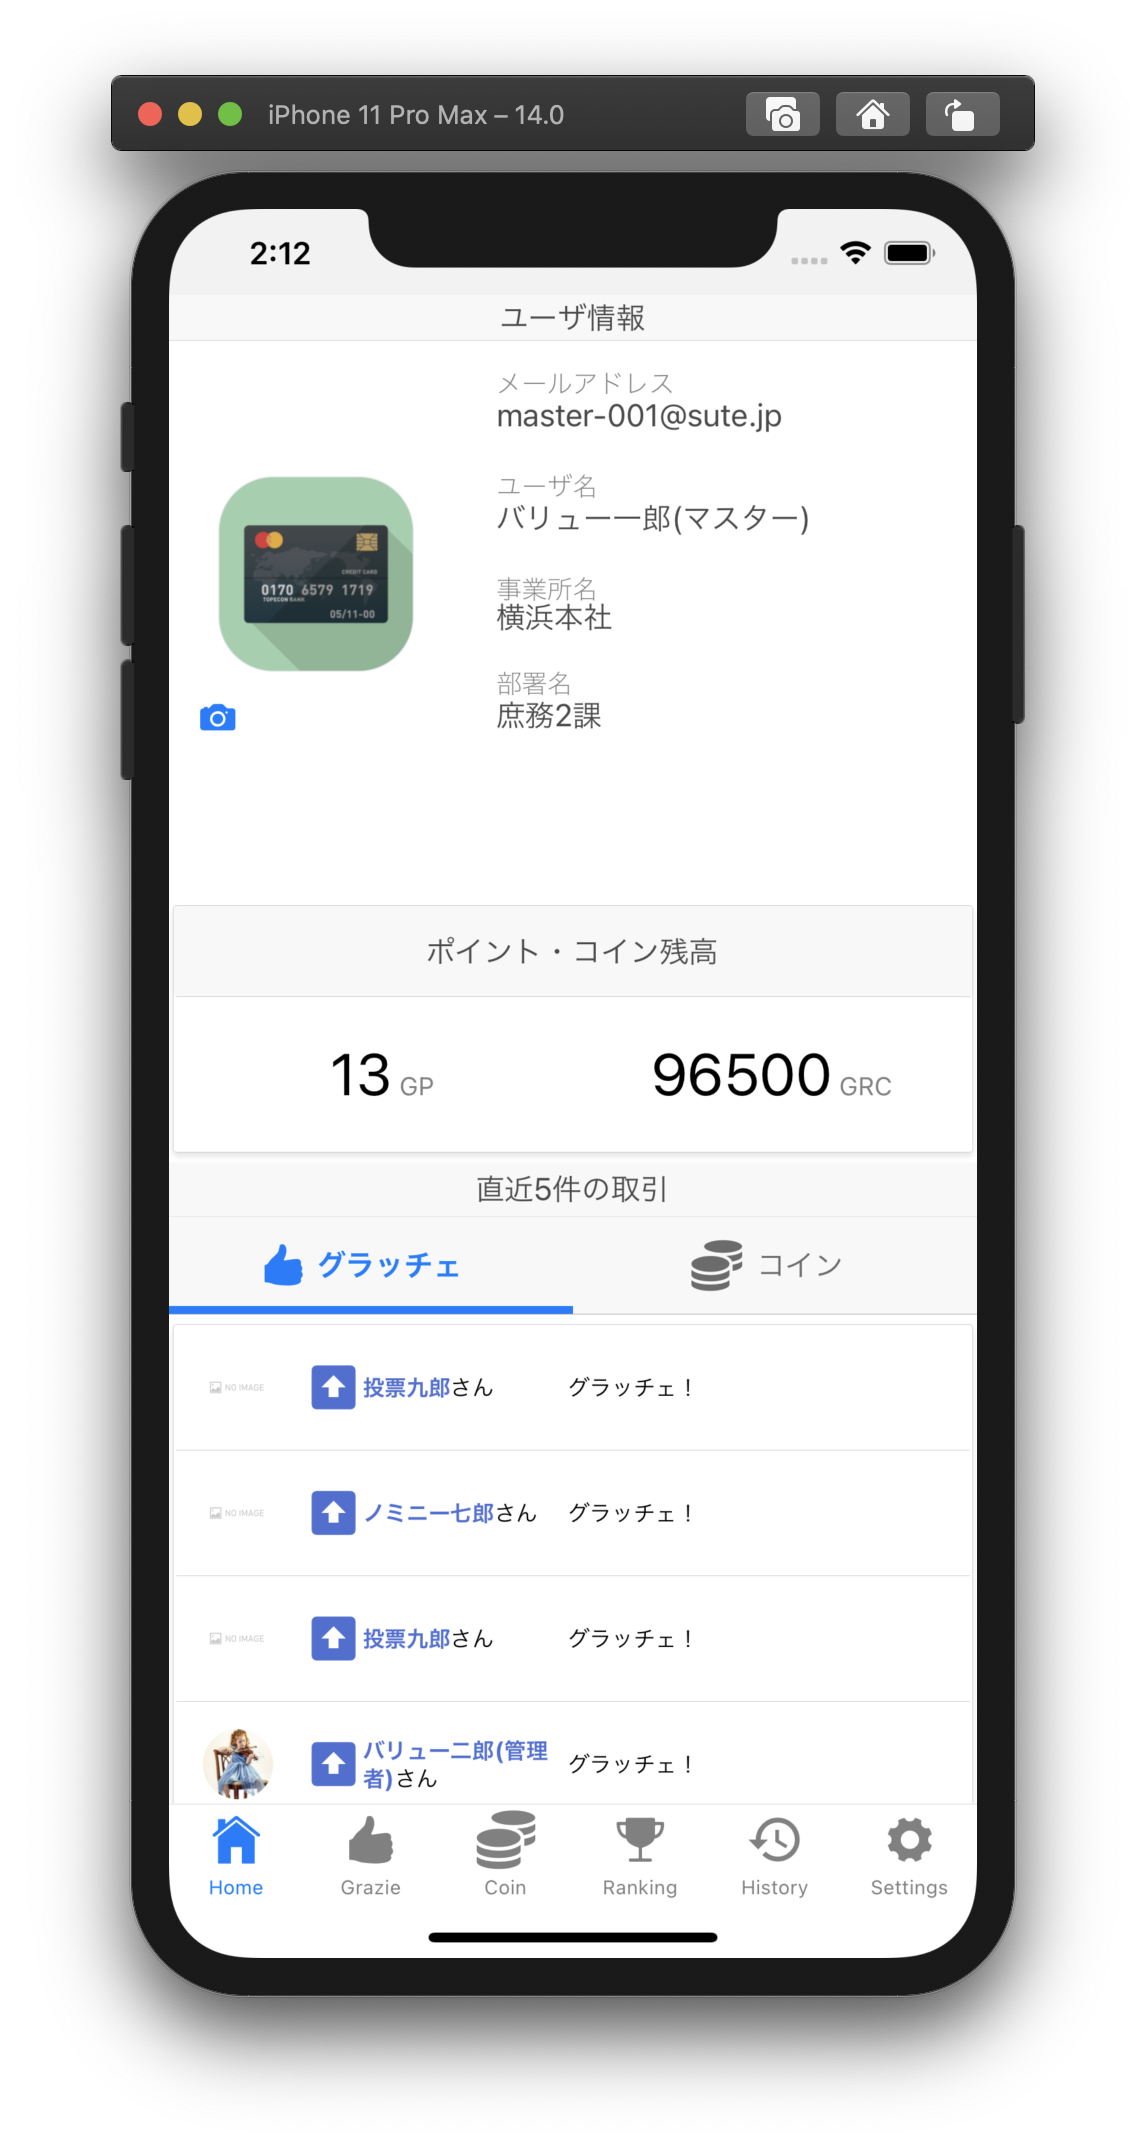 iPhone 11 Pro Max – 14.0
2:12
ユーザ情報
メールアドレス
master-001@sute.jp
ユーザ名
バリュー一郎(マスター)
事業所名
横浜本社
部署名
庶務2課
CREDIT CARD
0170 6579 1719
TOPECON BANK
05/11-00
ポイント・コイン残高
13 GP
96500 GRC
直近5件の取引
グラッチェ
コイン
NO IMAGE 投票九郎さん グラッチェ！
NO IMAGE ノミニー七郎さん グラッチェ！
NO IMAGE 投票九郎さん グラッチェ！
バリュー二郎(管理
者)さん グラッチェ！
Home Grazie Coin Ranking History Settings